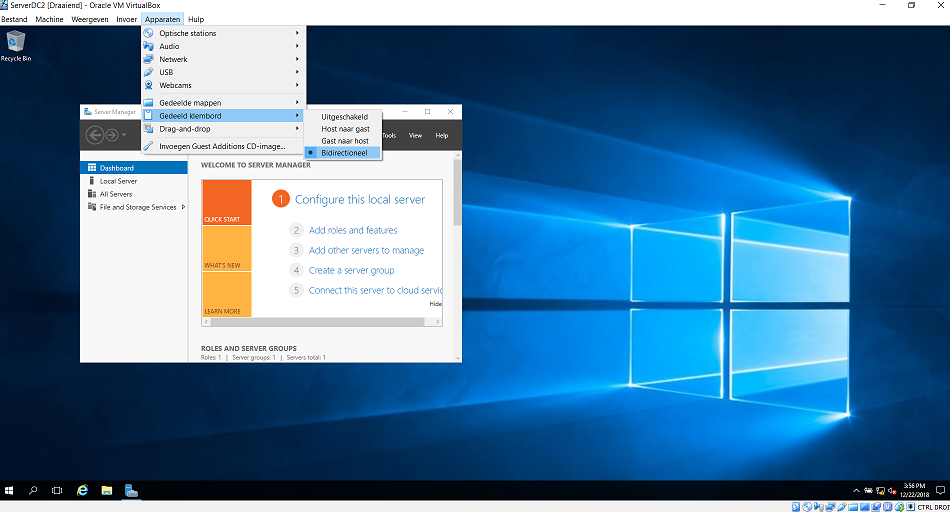 ServerDC2 [Draaiend] - Oracle VM VirtualBox
Bestand Machine Weergeven Invoer Apparaten Hulp
Recycle Bin
Optische stations
Audio
Netwerk
USB
Webcams
Gedeelde mappen
Gedeeld klembord
Drag-and-drop
Invoegen Guest Additions CD-image...
Uitgeschakeld
Host naar gast
Gast naar host
Bidirectioneel
Server Manager
Tools View Help
Dashboard
Local Server
All Servers
File and Storage Services
WELCOME TO SERVER MANAGER
QUICK START
WHAT'S NEW
LEARN MORE
1 Configure this local server
2 Add roles and features
3 Add other servers to manage
4 Create a server group
5 Connect this server to cloud servic
Hide
ROLES AND SERVER GROUPS
Roles: 1 | Server groups: 1 | Servers total: 1
3:56 PM
12/22/2018